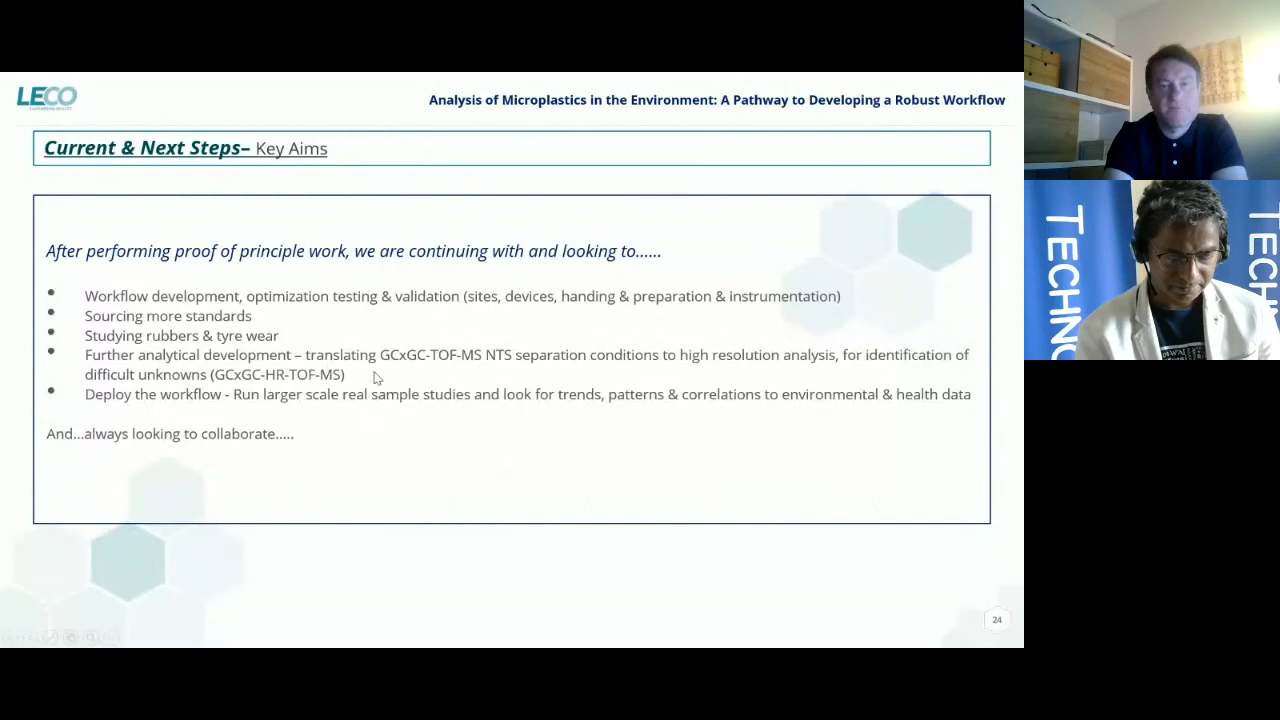 LECO
Analysis of Microplastics in the Environment: A Pathway to Developing a Robust Workflow
Current & Next Steps– Key Aims
After performing proof of principle work, we are continuing with and looking to......
• Workflow development, optimization testing & validation (sites, devices, handing & preparation & instrumentation)
• Sourcing more standards
• Studying rubbers & tyre wear
• Further analytical development – translating GCxGC-TOF-MS NTS separation conditions to high resolution analysis, for identification of
difficult unknowns (GCxGC-HR-TOF-MS)
• Deploy the workflow - Run larger scale real sample studies and look for trends, patterns & correlations to environmental & health data
And...always looking to collaborate.....
24
TECHNO
TECH